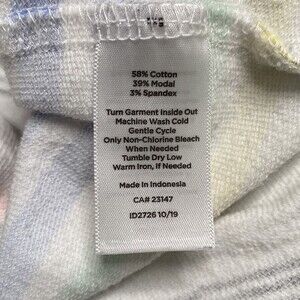 58% Cotton
39% Modal
3% Spandex
Turn Garment Inside Out
Machine Wash Cold
Gentle Cycle
Only Non-Chlorine Bleach
When Needed
Tumble Dry Low
Warm Iron, If Needed
Made in Indonesia
CA# 23147
ID2726 10/19